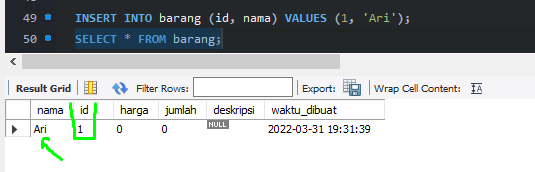 49 INSERT INTO barang (id, nama) VALUES (1, 'Ari');
50 SELECT * FROM barang;
Result Grid Filter Rows: Export: Wrap Cell Content: IA
nama id harga jumlah deskripsi waktu_dibuat
Ari 1 0 0 NULL 2022-03-31 19:31:39